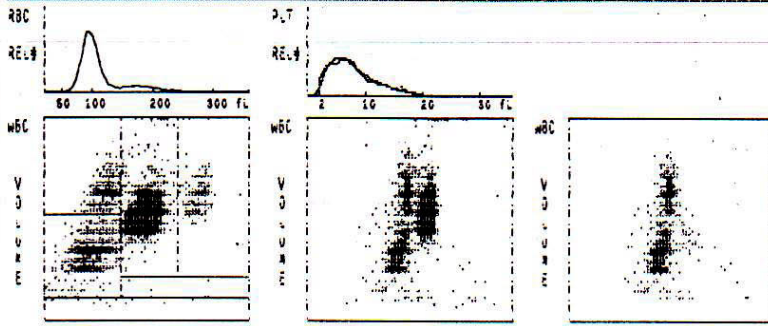 RBC
REL#
50 100 200 300 fL
PLT
REL#
2 10 20 30 fL
WBC
VOLUME
WBC
VOLUME
WBC
VOLUME